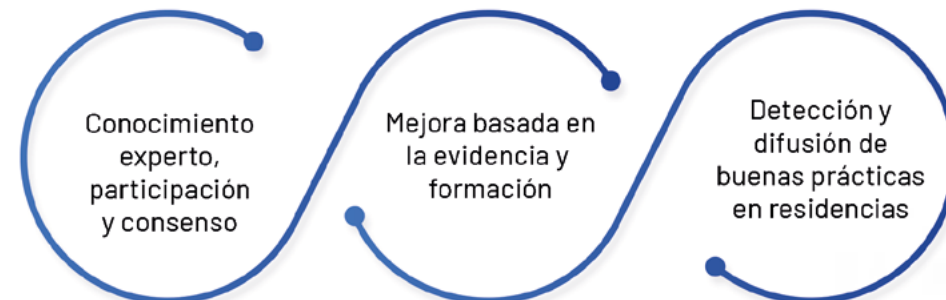 Conocimiento
experto,
participación
y consenso
Mejora basada en
la evidencia y
formación
Detección y
difusión de
buenas prácticas
en residencias